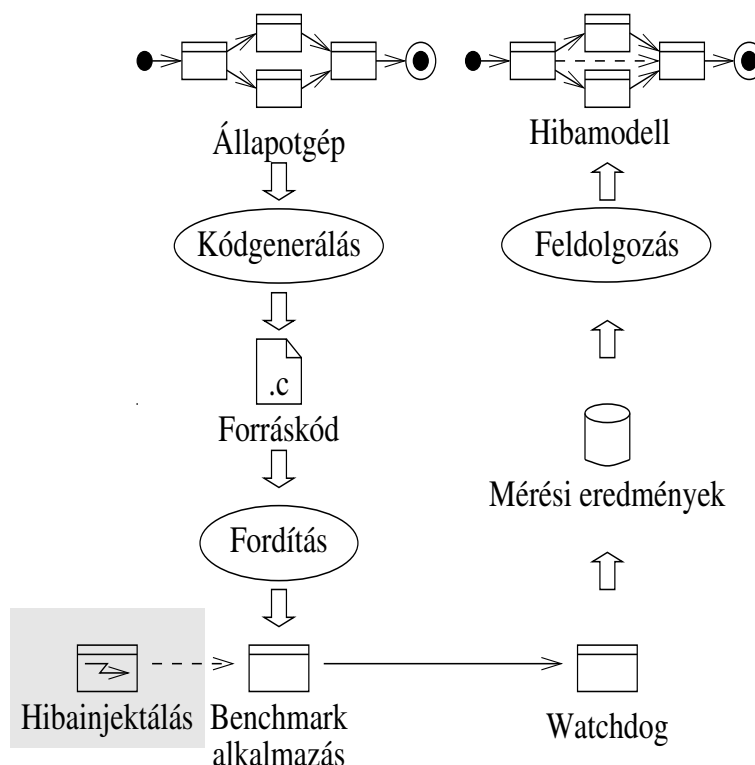 Állapotgép
Hibamodell
Kódgenerálás
Feldolgozás
.c
Forráskód
Mérési eredmények
Fordítás
Hibainjektálás
Benchmark
alkalmazás
Watchdog